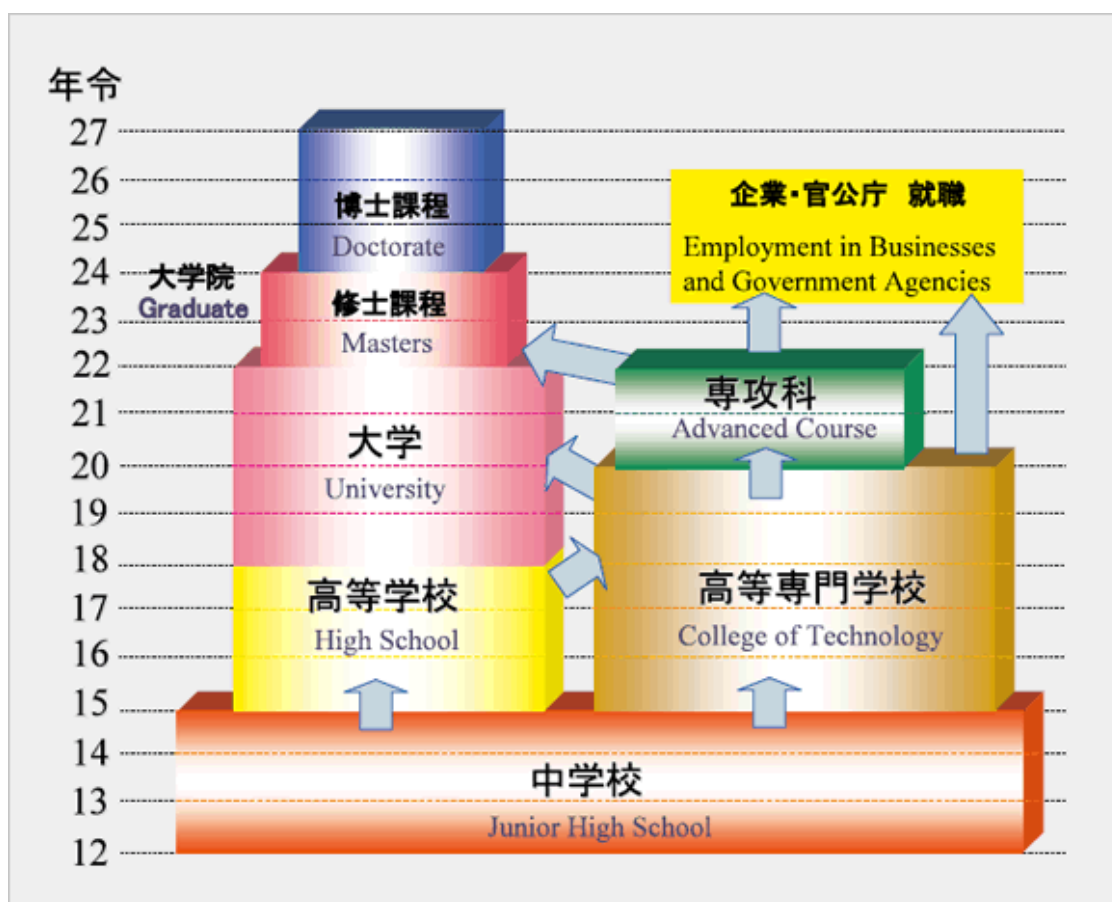 年令
27
26
25
24
23
22
21
20
19
18
17
16
15
14
13
12
博士課程
Doctorate
大学院
Graduate
修士課程
Masters
大学
University
高等学校
High School
企業・官公庁 就職
Employment in Businesses
and Government Agencies
専攻科
Advanced Course
高等専門学校
College of Technology
中学校
Junior High School